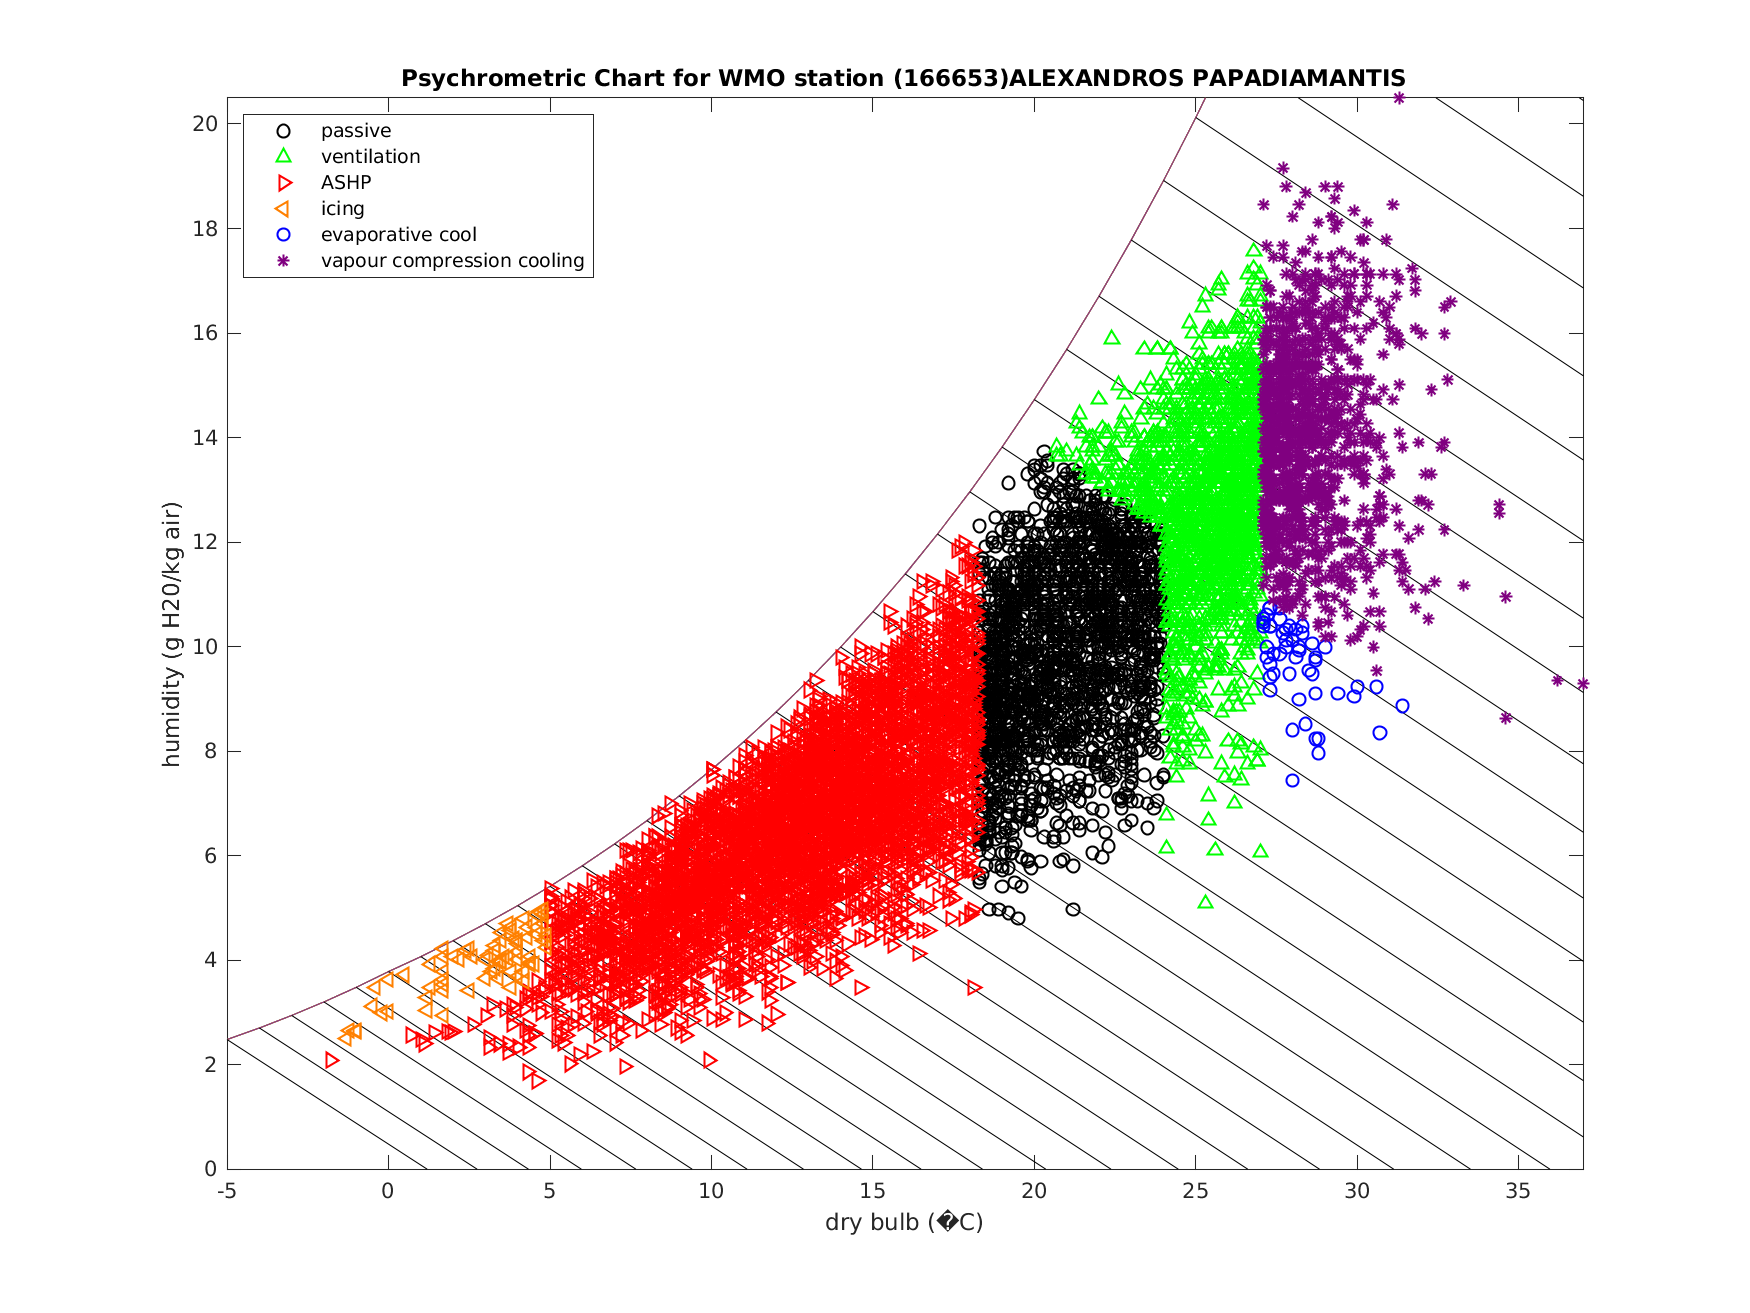 Psychrometric Chart for WMO station (166653)ALEXANDROS PAPADIAMANTIS
passive
ventilation
ASHP
icing
evaporative cool
vapour compression cooling
20
18
16
14
12
10
8
6
4
2
0
humidity (g H20/kg air)
-5 0 5 10 15 20 25 30 35
dry bulb (�C)